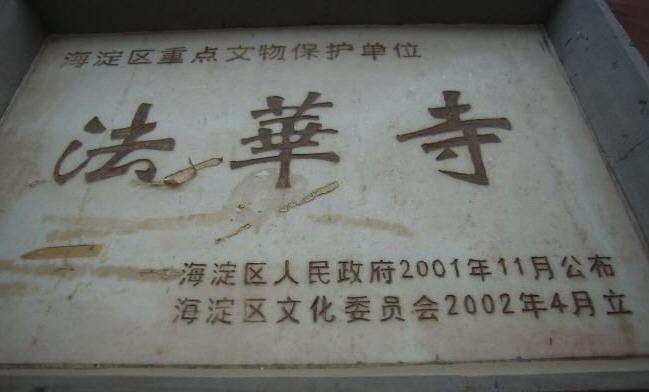 海淀区重点文物保护单位
法華寺
海淀区人民政府2001年11月公布
海淀区文化委员会2002年4月立